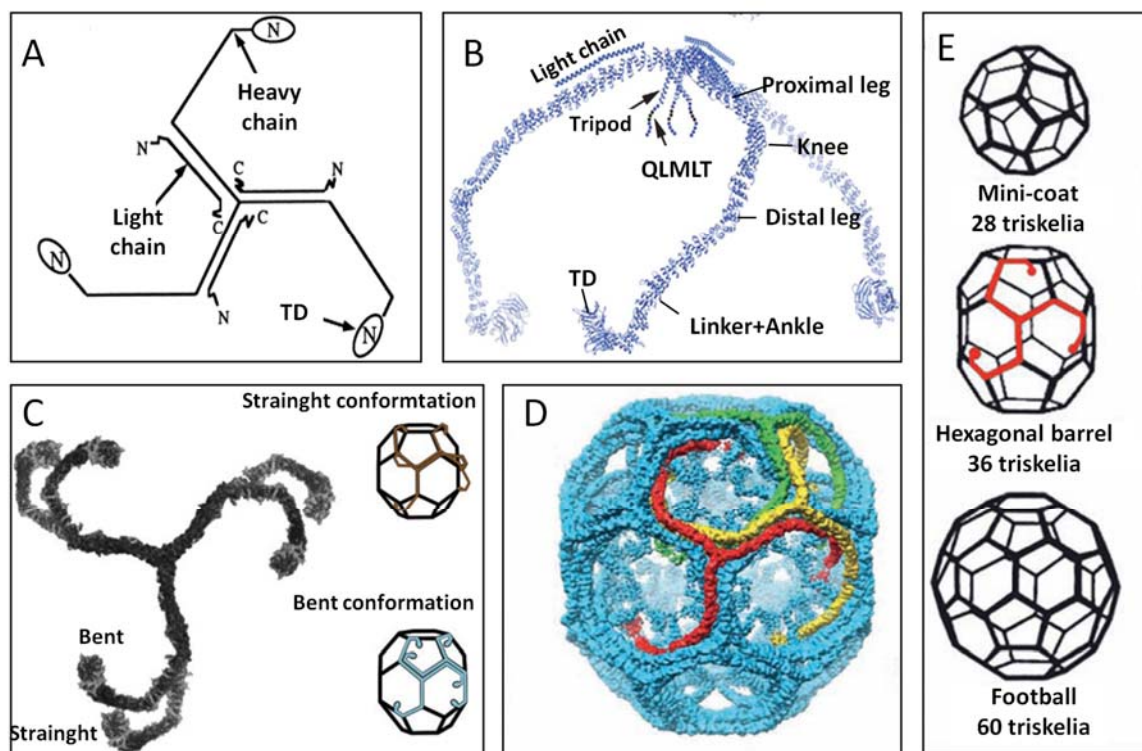 A
N
Heavy
chain
N
C
N
C
C
Light
chain
N
N
TD
N
B
Light chain
Proximal leg
Tripod
Knee
QLMLT
Distal leg
TD
Linker+Ankle
C
Strainght conformtation
Bent conformation
Bent
Strainght
D
E
Mini-coat
28 triskelia
Hexagonal barrel
36 triskelia
Football
60 triskelia